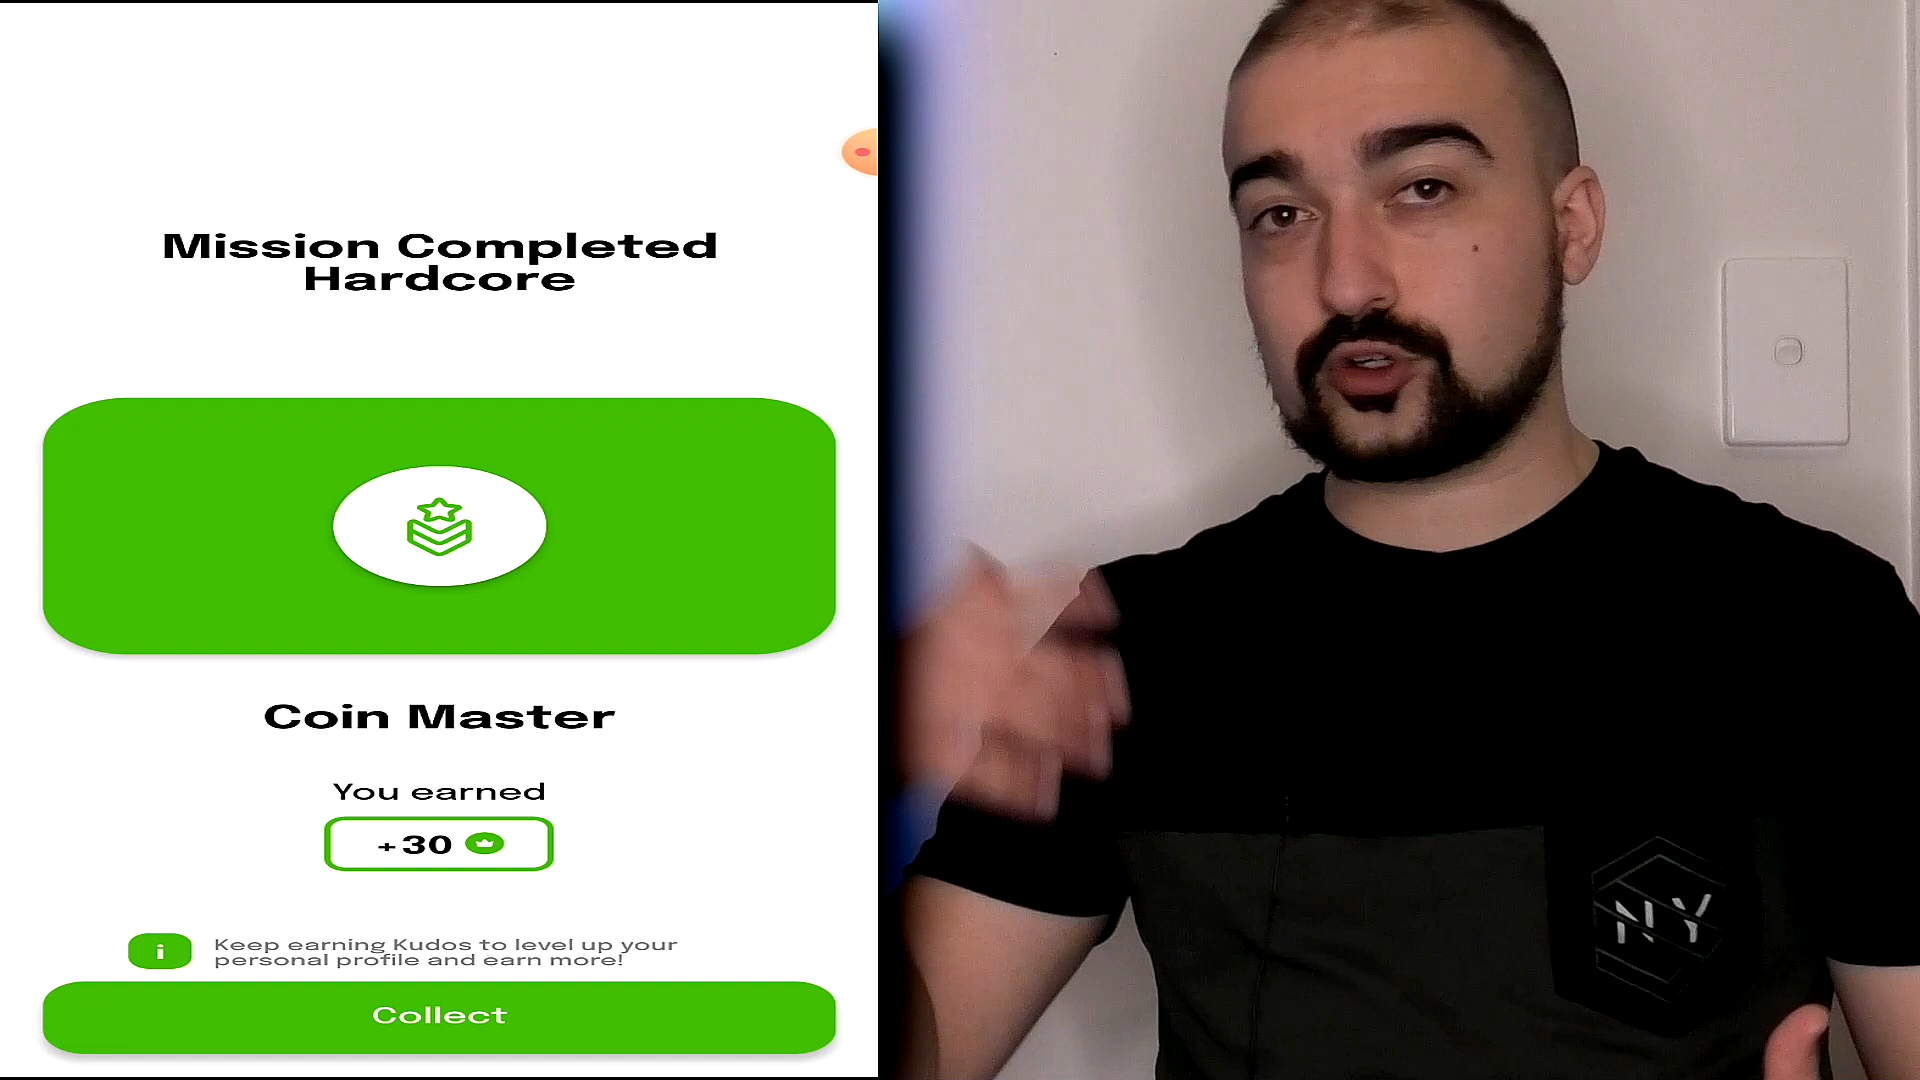 Mission Completed
Hardcore
Coin Master
You earned
+30
i
Keep earning Kudos to level up your
personal profile and earn more!
Collect
NY